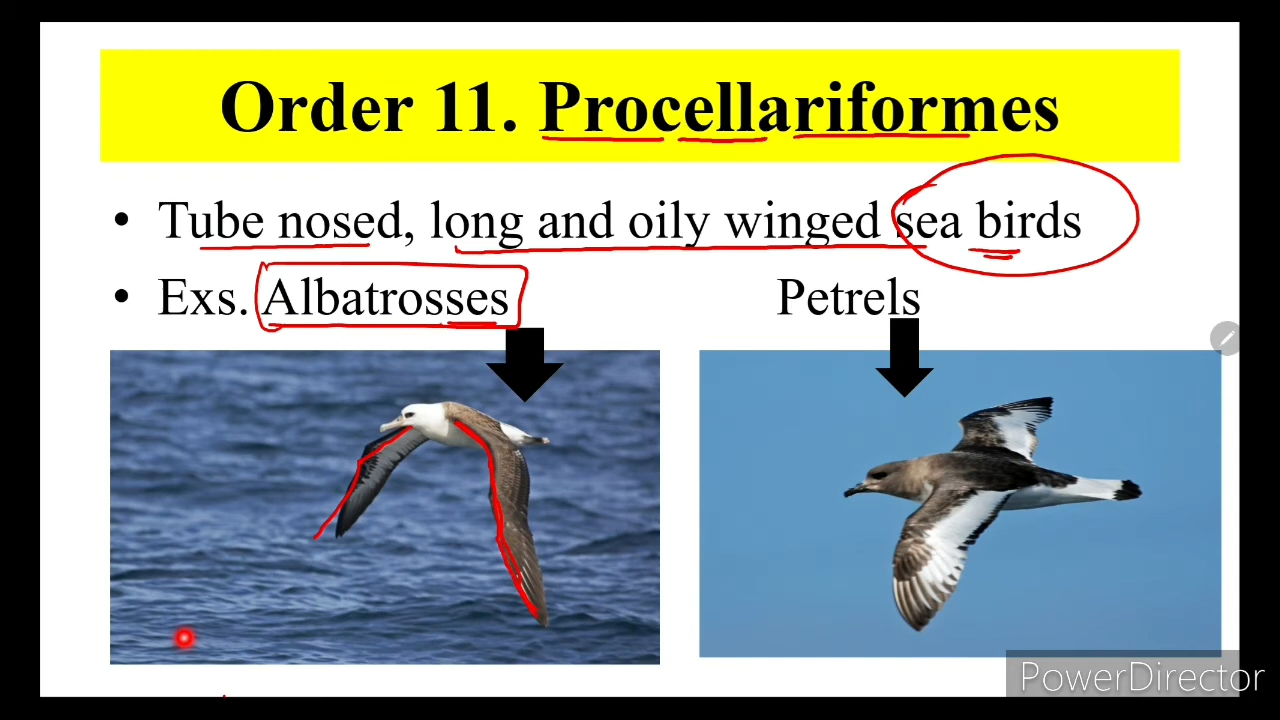 Order 11. Procellariformes
• Tube nosed, long and oily winged sea birds
• Exs. Albatrosses Petrels
PowerDirector